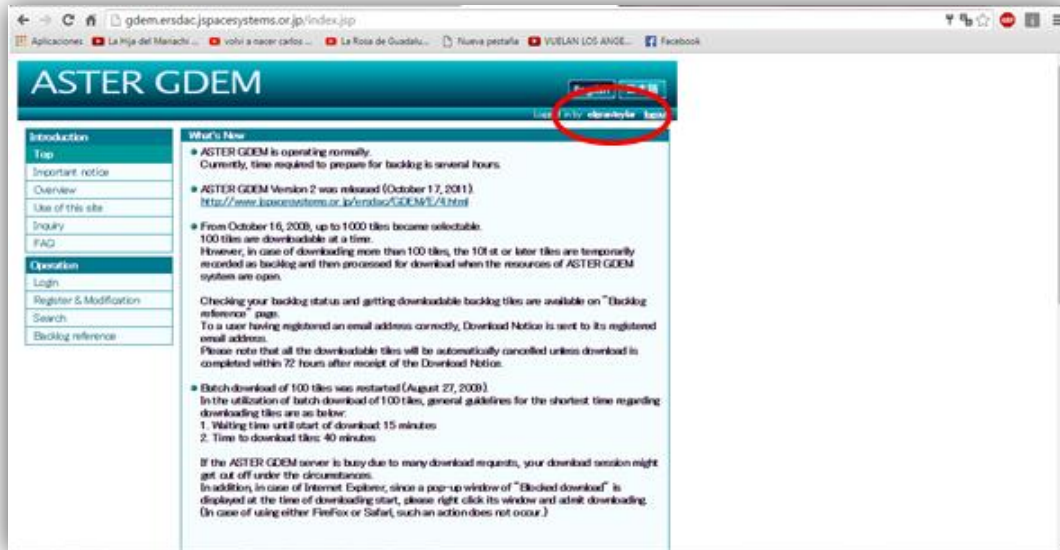 gdem.ersdac.jspacesystems.or.jp/index.jsp
Aplicaciones La Hija del Mariachi ... volvi a nacer carlos ... La Rosa de Guadalu... Nueva pestaña VUELAN LOS ANGE... Facebook
ASTER GDEM
English
Introduction
Top
Important notice
Overview
Use of this site
Inquiry
FAQ
Operation
Login
Register & Modification
Search
Backlog reference
What's New
ASTER GDEM is operating normally.
Currently, time required to prepare for backlog is several hours.
ASTER GDEM Version 2 was released (October 17, 2011).
http://www.jspacesystems.or.jp/ersdac/GDEM/E/4.html
From October 16, 2009, up to 1000 tiles became selectable.
100 tiles are downloadable at a time.
However, in case of downloading more than 100 tiles, the 101st or later tiles are temporarily
recorded as backlog and then processed for download when the resources of ASTER GDEM
system are open.
Checking your backlog status and getting downloadable backlog tiles are available on "Backlog
reference" page.
To a user having registered an email address correctly, Download Notice is sent to its registered
email address.
Please note that all the downloadable tiles will be automatically cancelled unless download is
completed within 72 hours after receipt of the Download Notice.
Batch download of 100 tiles was restarted (August 27, 2009).
In the utilization of batch download of 100 tiles, general guidelines for the shortest time regarding
downloading tiles are as below:
1. Waiting time until start of download: 15 minutes
2. Time to download tiles: 40 minutes
If the ASTER GDEM server is busy due to many download requests, your download session might
get cut off under the circumstances.
In addition, in case of Internet Explorer, since a pop-up window of "Blocked download" is
displayed at the time of downloading start, please right click its window and admit downloading.
(In case of using either FireFox or Safari, such an action does not occur.)